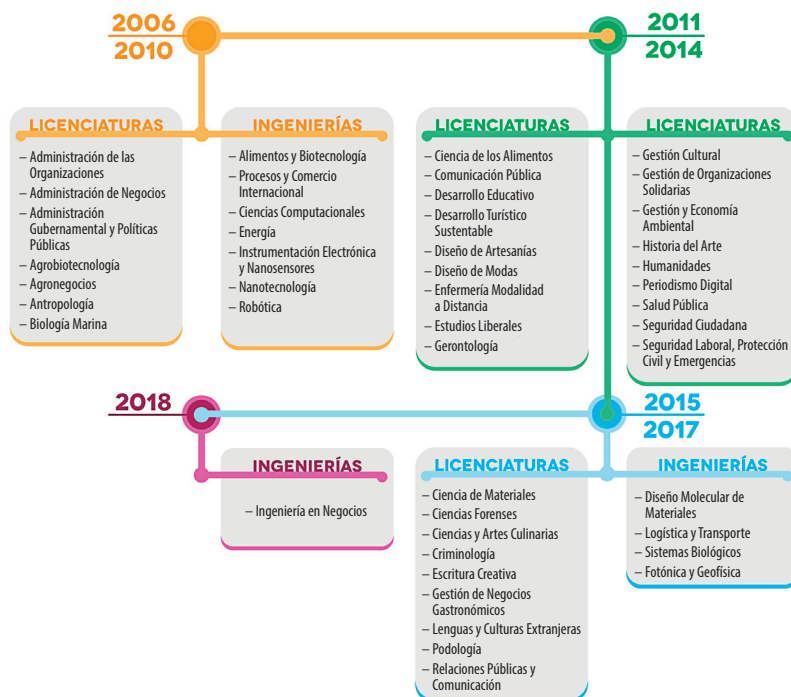 2006
2010
2011
2014
LICENCIATURAS
– Administración de las
Organizaciones
– Administración de Negocios
– Administración
Gubernamental y Políticas
Públicas
– Agrobiotecnología
– Agronegocios
– Antropología
– Biología Marina
INGENIERÍAS
– Alimentos y Biotecnología
– Procesos y Comercio
Internacional
– Ciencias Computacionales
– Energía
– Instrumentación Electrónica
y Nanosensores
– Nanotecnología
– Robótica
LICENCIATURAS
– Ciencia de los Alimentos
– Comunicación Pública
– Desarrollo Educativo
– Desarrollo Turístico
Sustentable
– Diseño de Artesanías
– Diseño de Modas
– Enfermería Modalidad
a Distancia
– Estudios Liberales
– Gerontología
LICENCIATURAS
– Gestión Cultural
– Gestión de Organizaciones
Solidarias
– Gestión y Economía
Ambiental
– Historia del Arte
– Humanidades
– Periodismo Digital
– Salud Pública
– Seguridad Ciudadana
– Seguridad Laboral, Protección
Civil y Emergencias
2018
2015
2017
INGENIERÍAS
– Ingeniería en Negocios
LICENCIATURAS
– Ciencia de Materiales
– Ciencias Forenses
– Ciencias y Artes Culinarias
– Criminología
– Escritura Creativa
– Gestión de Negocios
Gastronómicos
– Lenguas y Culturas Extranjeras
– Podología
– Relaciones Públicas y
Comunicación
INGENIERÍAS
– Diseño Molecular de
Materiales
– Logística y Transporte
– Sistemas Biológicos
– Fotónica y Geofísica